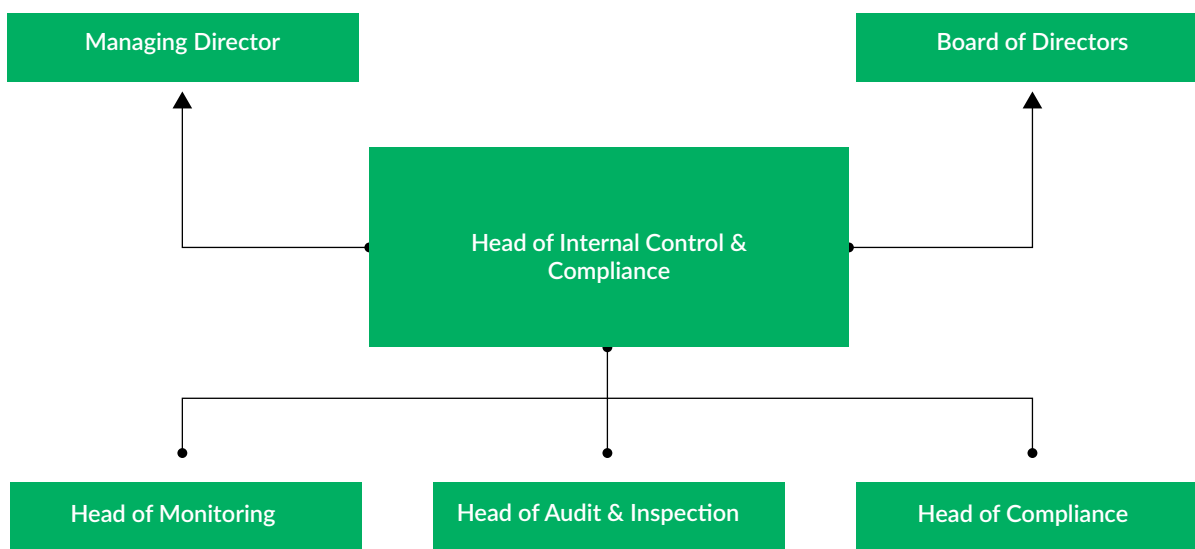 Managing Director
Board of Directors
Head of Internal Control &
Compliance
Head of Monitoring
Head of Audit & Inspection
Head of Compliance